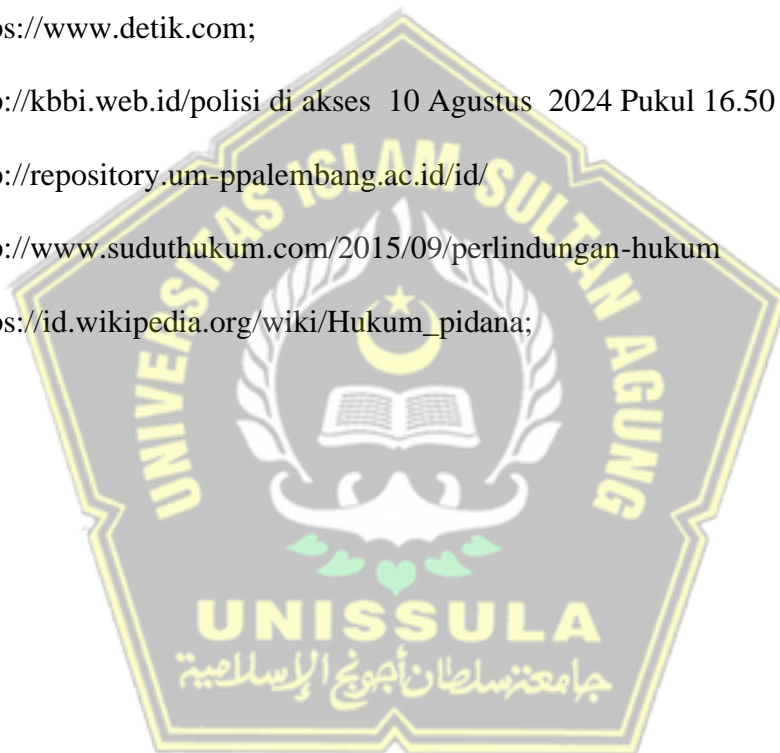 ps://www.detik.com;
p://kbbi.web.id/polisi di akses 10 Agustus 2024 Pukul 16.50
p://repository.um-ppalembang.ac.id/id/
p://www.suduthukum.com/2015/09/perlindungan-hukum
ps://id.wikipedia.org/wiki/Hukum_pidana;
UNIVERSITAS ISLAM SULTAN AGUNG
UNISSULA
جامعة سلطان أجونج الإسلامية